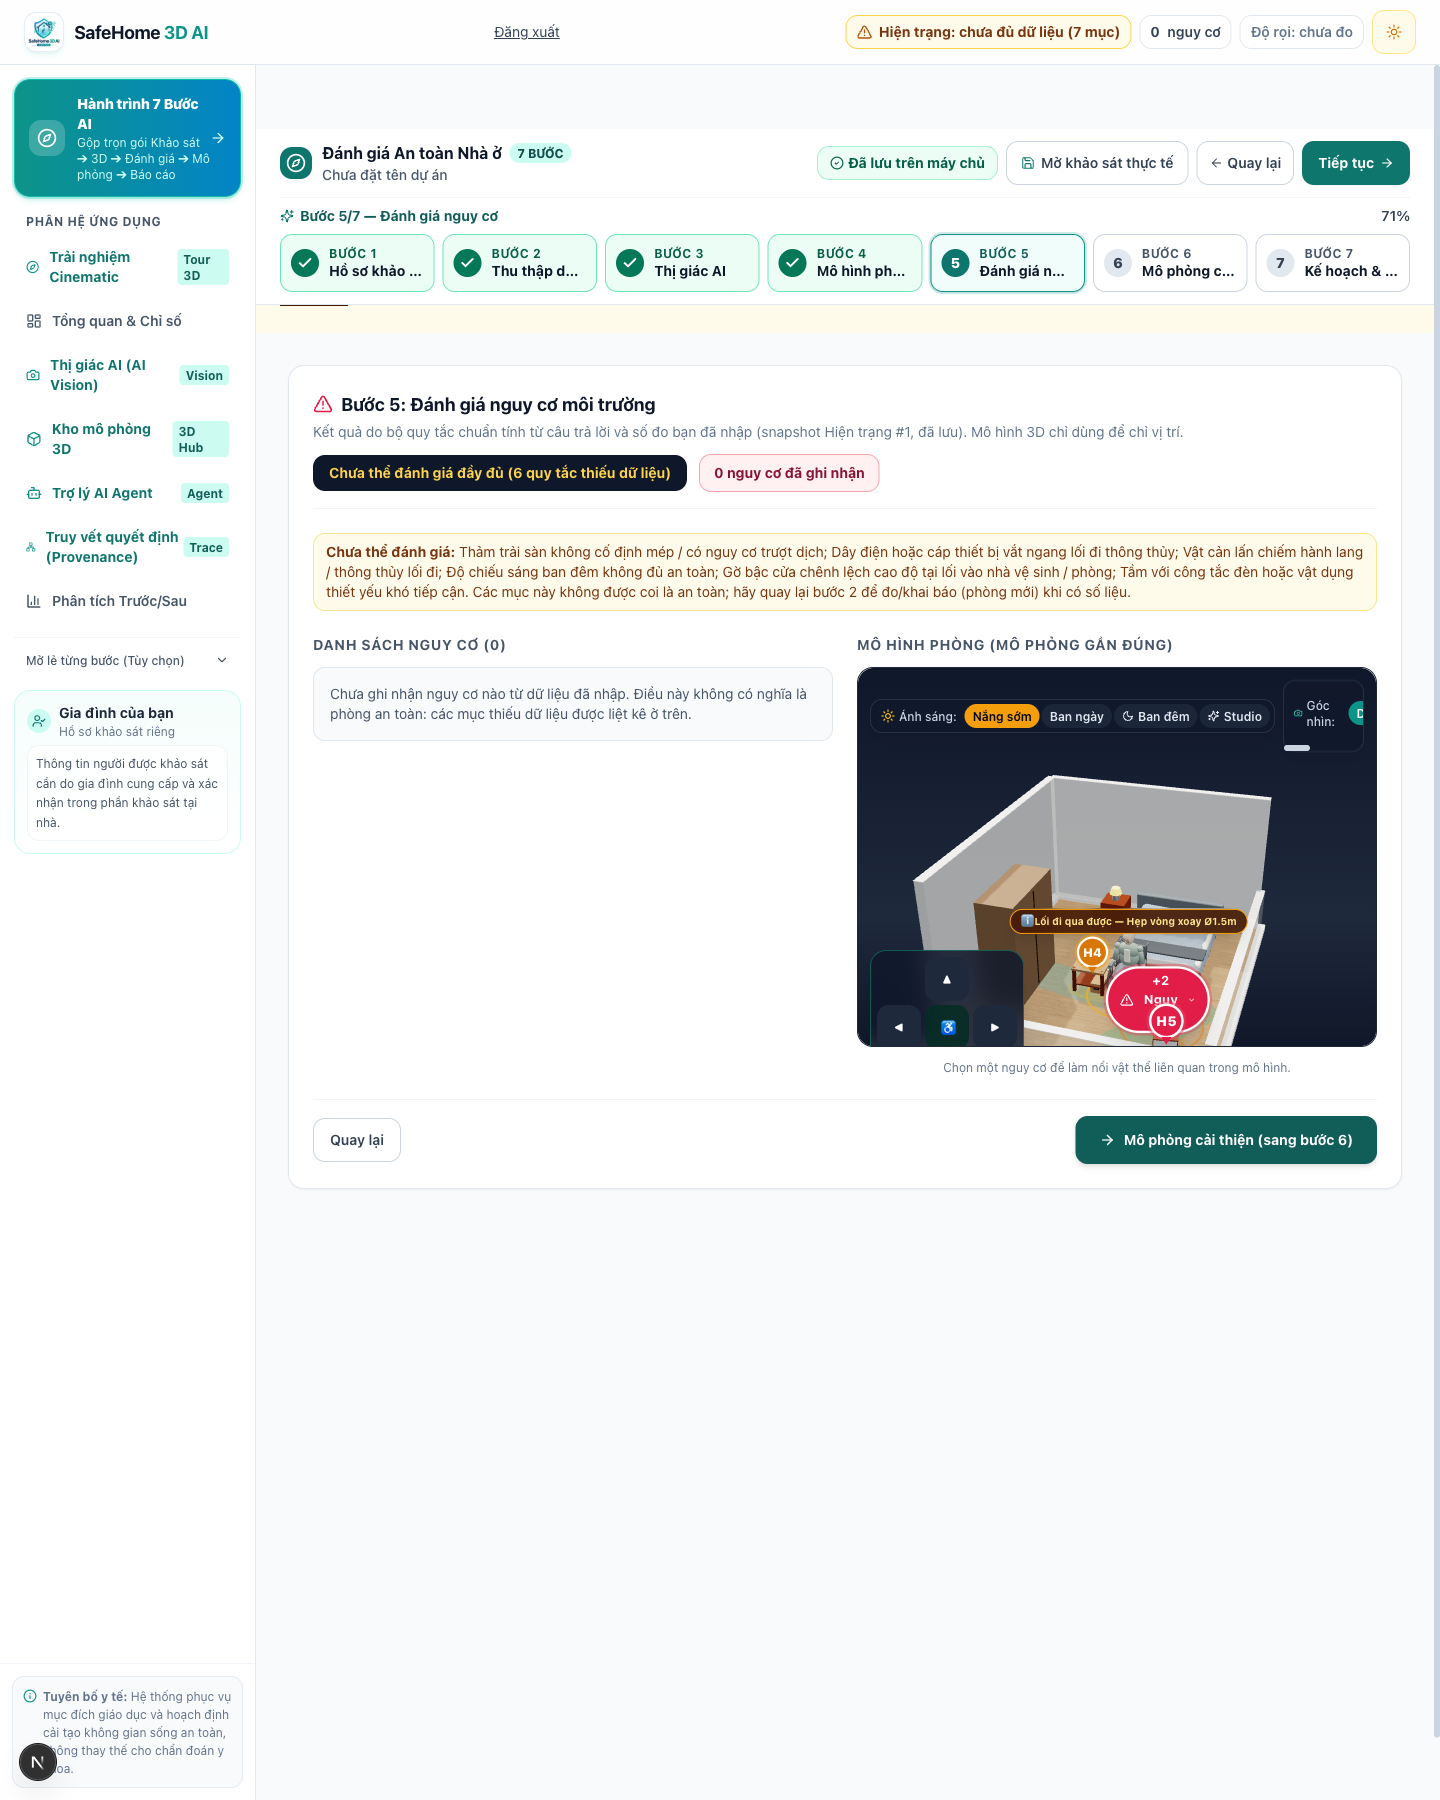 SafeHome 3D AI
Đăng xuất
Hiện trạng: chưa đủ dữ liệu (7 mục)
0 nguy cơ
Độ rọi: chưa đo
Hành trình 7 Bước
AI
Gộp trọn gói Khảo sát
➔ 3D ➔ Đánh giá ➔ Mô
phỏng ➔ Báo cáo
PHÂN HỆ ỨNG DỤNG
Trải nghiệm
Cinematic
Tour
3D
Tổng quan & Chỉ số
Thị giác AI (AI
Vision)
Vision
Kho mô phỏng
3D
3D
Hub
Trợ lý AI Agent
Agent
Truy vết quyết định
(Provenance)
Trace
Phân tích Trước/Sau
Mở lẻ từng bước (Tùy chọn)
Gia đình của bạn
Hồ sơ khảo sát riêng
Thông tin người được khảo sát
cần do gia đình cung cấp và xác
nhận trong phần khảo sát tại
nhà.
Tuyên bố y tế: Hệ thống phục vụ
mục đích giáo dục và hoạch định
cải tạo không gian sống an toàn,
thay thế cho chẩn đoán y
N
Đánh giá An toàn Nhà ở
7 BƯỚC
Chưa đặt tên dự án
Đã lưu trên máy chủ
Mở khảo sát thực tế
Quay lại
Tiếp tục
Bước 5/7 — Đánh giá nguy cơ
71%
BƯỚC 1
Hồ sơ khảo ...
BƯỚC 2
Thu thập d...
BƯỚC 3
Thị giác AI
BƯỚC 4
Mô hình ph...
5
BƯỚC 5
Đánh giá n...
6
BƯỚC 6
Mô phỏng c...
7
BƯỚC 7
Kế hoạch & ...
Bước 5: Đánh giá nguy cơ môi trường
Kết quả do bộ quy tắc chuẩn tính từ câu trả lời và số đo bạn đã nhập (snapshot Hiện trạng #1, đã lưu). Mô hình 3D chỉ dùng để chỉ vị trí.
Chưa thể đánh giá đầy đủ (6 quy tắc thiếu dữ liệu)
0 nguy cơ đã ghi nhận
Chưa thể đánh giá: Thảm trải sàn không cố định mép / có nguy cơ trượt dịch; Dây điện hoặc cáp thiết bị vắt ngang lối đi thông thủy; Vật cản lấn chiếm hành lang
/ thông thủy lối đi; Độ chiếu sáng ban đêm không đủ an toàn; Gờ bậc cửa chênh lệch cao độ tại lối vào nhà vệ sinh / phòng; Tầm với công tắc đèn hoặc vật dụng
thiết yếu khó tiếp cận. Các mục này không được coi là an toàn; hãy quay lại bước 2 để đo/khai báo (phòng mới) khi có số liệu.
DANH SÁCH NGUY CƠ (0)
Chưa ghi nhận nguy cơ nào từ dữ liệu đã nhập. Điều này không có nghĩa là
phòng an toàn: các mục thiếu dữ liệu được liệt kê ở trên.
MÔ HÌNH PHÒNG (MÔ PHỎNG GẦN ĐÚNG)
Ánh sáng:
Nắng sớm
Ban ngày
Ban đêm
Studio
Góc
nhìn:
Lối đi qua được — Hẹp vòng xoay Ø1.5m
H4
+2
Nguy
H5
Chọn một nguy cơ để làm nổi vật thể liên quan trong mô hình.
Quay lại
Mô phỏng cải thiện (sang bước 6)